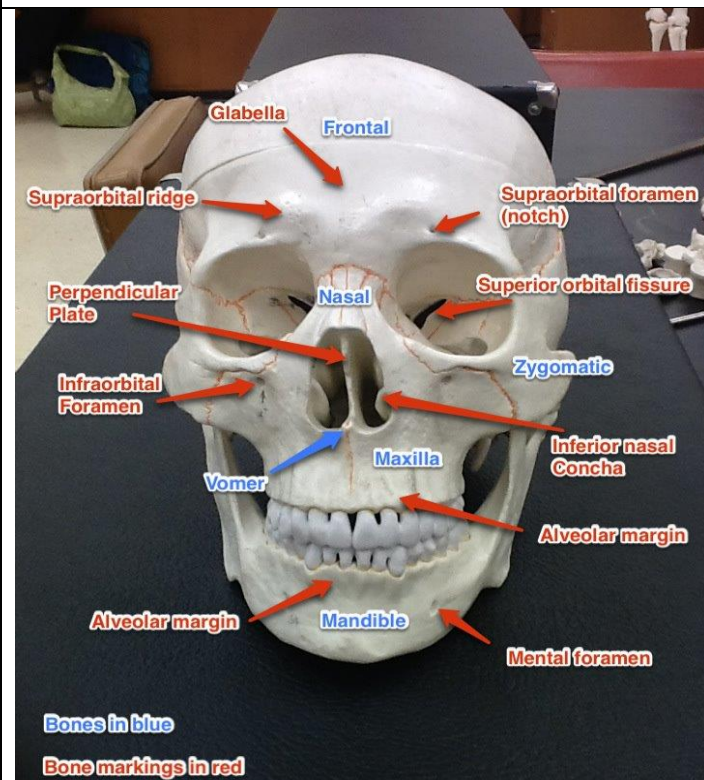 Glabella
Frontal
Supraorbital ridge
Supraorbital foramen
(notch)
Perpendicular
Plate
Nasal
Superior orbital fissure
Infraorbital
Foramen
Zygomatic
Inferior nasal
Concha
Vomer
Maxilla
Alveolar margin
Alveolar margin
Mandible
Mental foramen
Bones in blue
Bone markings in red